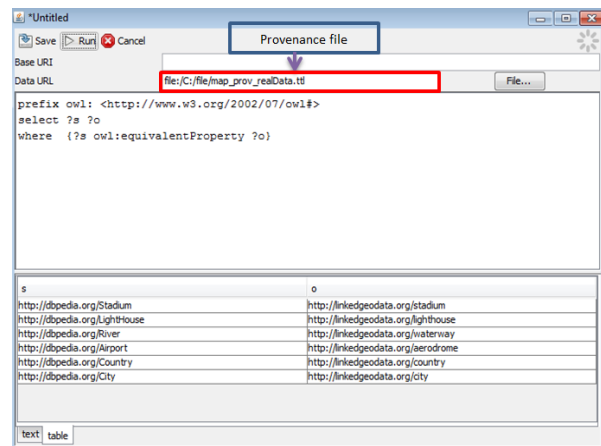 *Untitled
Save Run Cancel
Provenance file
Base URI
Data URL file:/C:/file/map_prov_realData.ttl File...
prefix owl: <http://www.w3.org/2002/07/owl#>
select ?s ?o
where {?s owl:equivalentProperty ?o}
s o
http://dbpedia.org/Stadium http://linkedgeodata.org/stadium
http://dbpedia.org/LightHouse http://linkedgeodata.org/lighthouse
http://dbpedia.org/River http://linkedgeodata.org/waterway
http://dbpedia.org/Airport http://linkedgeodata.org/aerodrome
http://dbpedia.org/Country http://linkedgeodata.org/country
http://dbpedia.org/City http://linkedgeodata.org/city
text table